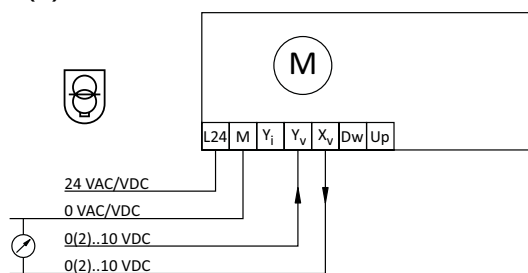 M
L24 M Yi Yv Xv Dw Up
24 VAC/VDC
0 VAC/VDC
0(2)..10 VDC
0(2)..10 VDC